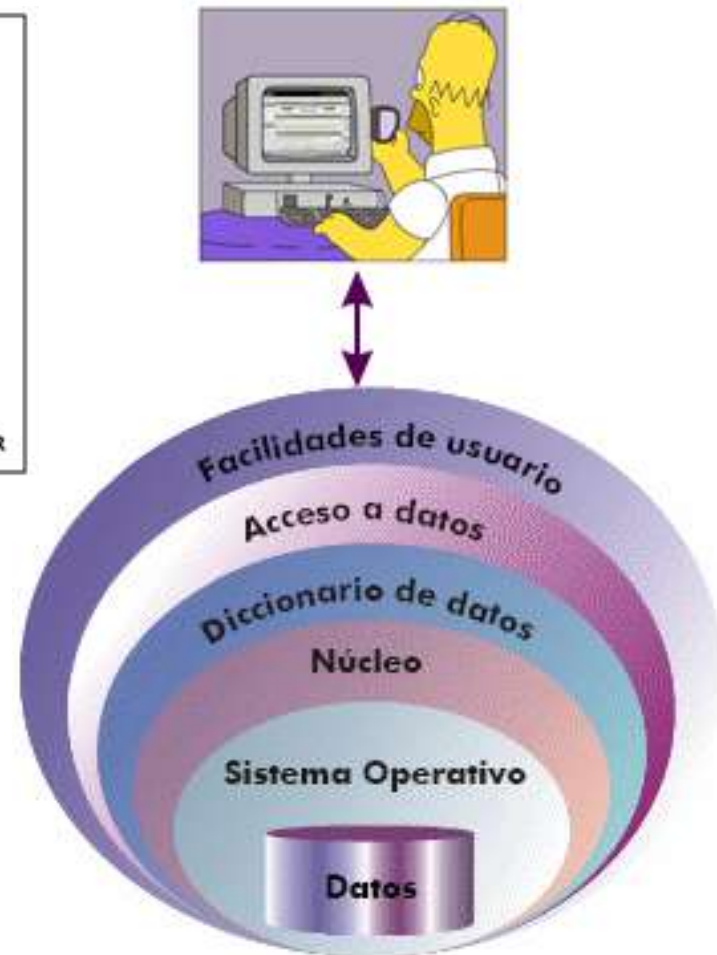 R
Facilidades de usuario
Acceso a datos
Diccionario de datos
Núcleo
Sistema Operativo
Datos